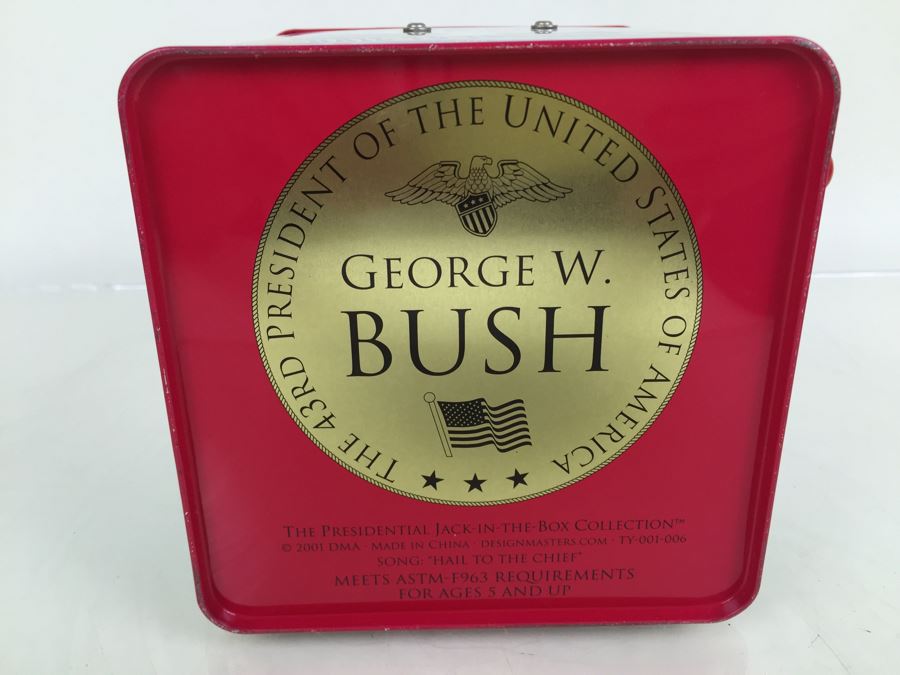 THE 43RD PRESIDENT OF THE UNITED STATES OF AMERICA
GEORGE W.
BUSH
THE PRESIDENTIAL JACK-IN-THE-BOX COLLECTION™
© 2001 DMA · MADE IN CHINA · DESIGNMASTERS.COM · TY-001-006
SONG: "HAIL TO THE CHIEF"
MEETS ASTM-F963 REQUIREMENTS
FOR AGES 5 AND UP